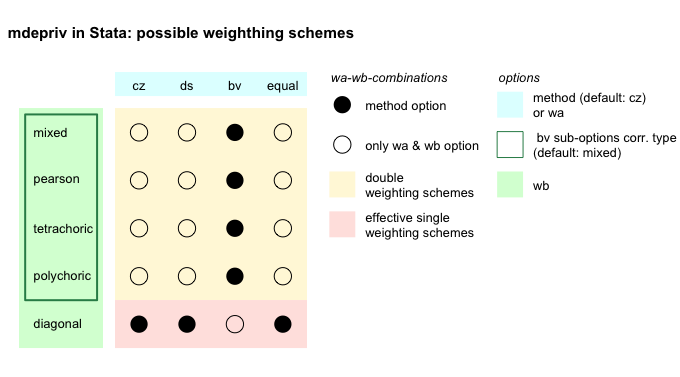 mdepriv in Stata: possible weighthing schemes
cz ds bv equal
mixed
pearson
tetrachoric
polychoric
diagonal
wa-wb-combinations
method option
only wa & wb option
double
weighting schemes
effective single
weighting schemes
options
method (default: cz)
or wa
bv sub-options corr. type
(default: mixed)
wb